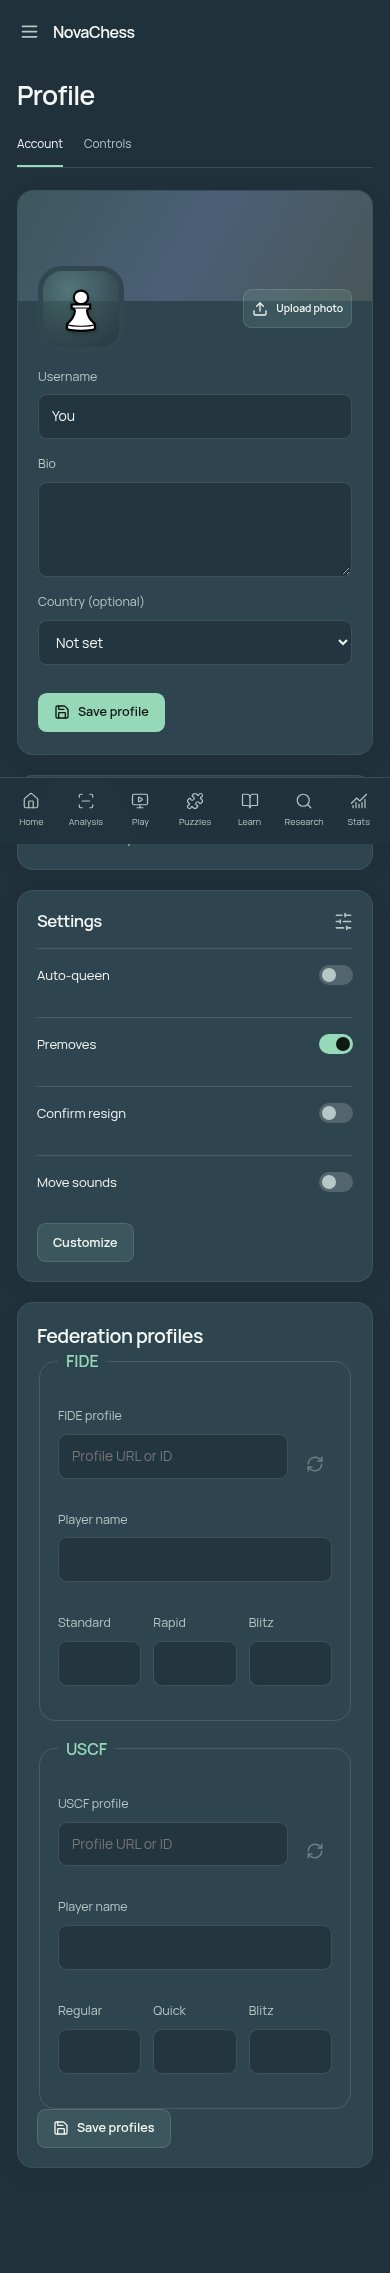 NovaChess
Profile
Account Controls
Upload photo
Username
You
Bio
Country (optional)
Not set
Save profile
Home Analysis Play Puzzles Learn Research Stats
Settings
Auto-queen
Premoves
Confirm resign
Move sounds
Customize
Federation profiles
FIDE
FIDE profile
Profile URL or ID
Player name
Standard Rapid Blitz
USCF
USCF profile
Profile URL or ID
Player name
Regular Quick Blitz
Save profiles